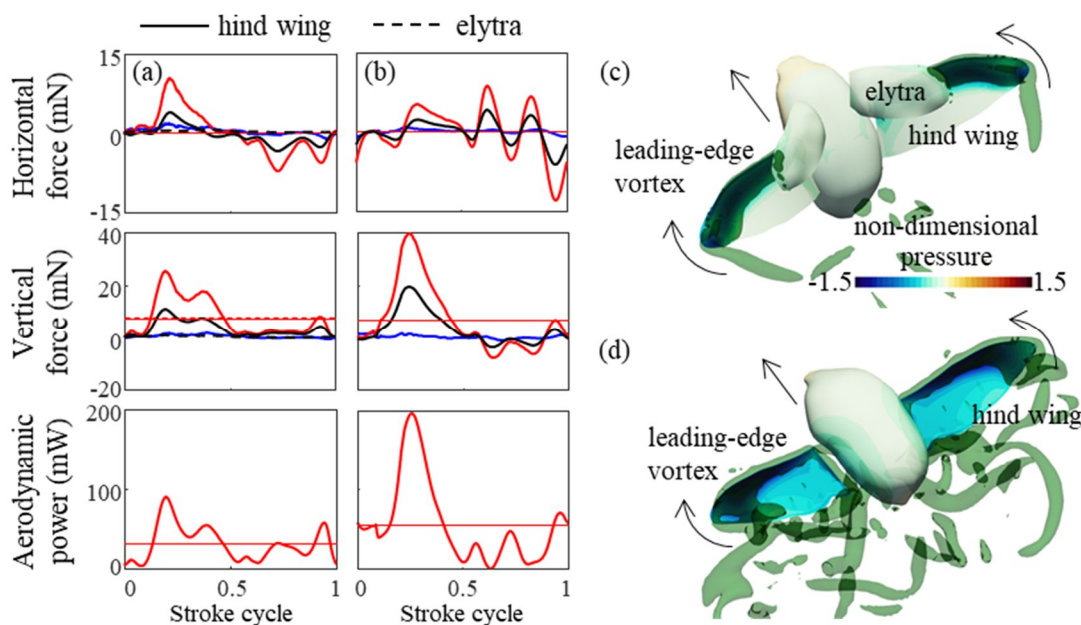 hind wing elytra
Horizontal
force (mN)
15
0
-15
(a)
(b)
Vertical
force (mN)
40
20
0
-20
Aerodynamic
power (mW)
200
100
0
0 0.5 1
0 0.5 1
Stroke cycle
Stroke cycle
(c)
elytra
hind wing
leading-edge
vortex
non-dimensional
pressure
-1.5 1.5
(d)
hind wing
leading-edge
vortex